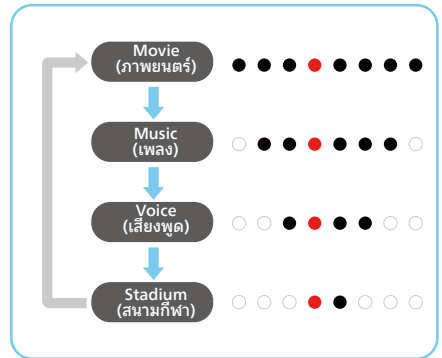 Movie
(ภาพยนตร์)
Music
(เพลง)
Voice
(เสียงพูด)
Stadium
(สนามกีฬา)